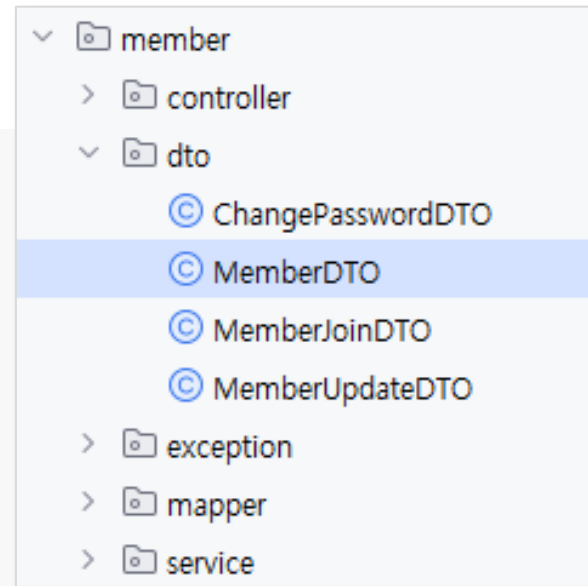 member
controller
dto
ChangePasswordDTO
MemberDTO
MemberJoinDTO
MemberUpdateDTO
exception
mapper
service